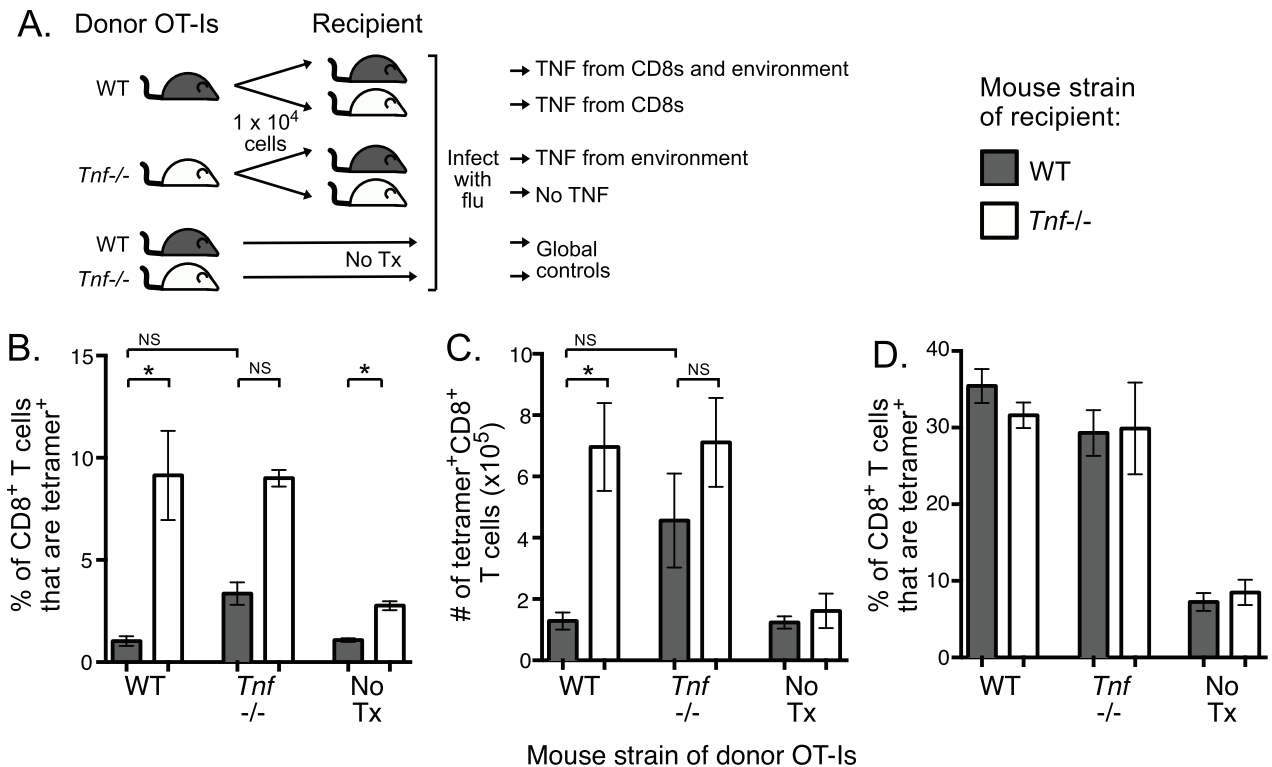 A.
Donor OT-Is
Recipient
WT
1 x 10⁴
cells
Tnf-/-
WT
Tnf-/-
No Tx
Infect
with
flu
TNF from CD8s and environment
TNF from CD8s
TNF from environment
No TNF
Global
controls
Mouse strain
of recipient:
WT
Tnf-/-
B.
% of CD8⁺ T cells
that are tetramer⁺
15
10
5
0
NS
*
NS
*
WT
Tnf
-/-
No
Tx
C.
# of tetramer⁺CD8⁺
T cells (x10⁵)
10
8
6
4
2
0
NS
*
NS
WT
Tnf
-/-
No
Tx
D.
% of CD8⁺ T cells
that are tetramer⁺
40
30
20
10
0
WT
Tnf
-/-
No
Tx
Mouse strain of donor OT-Is